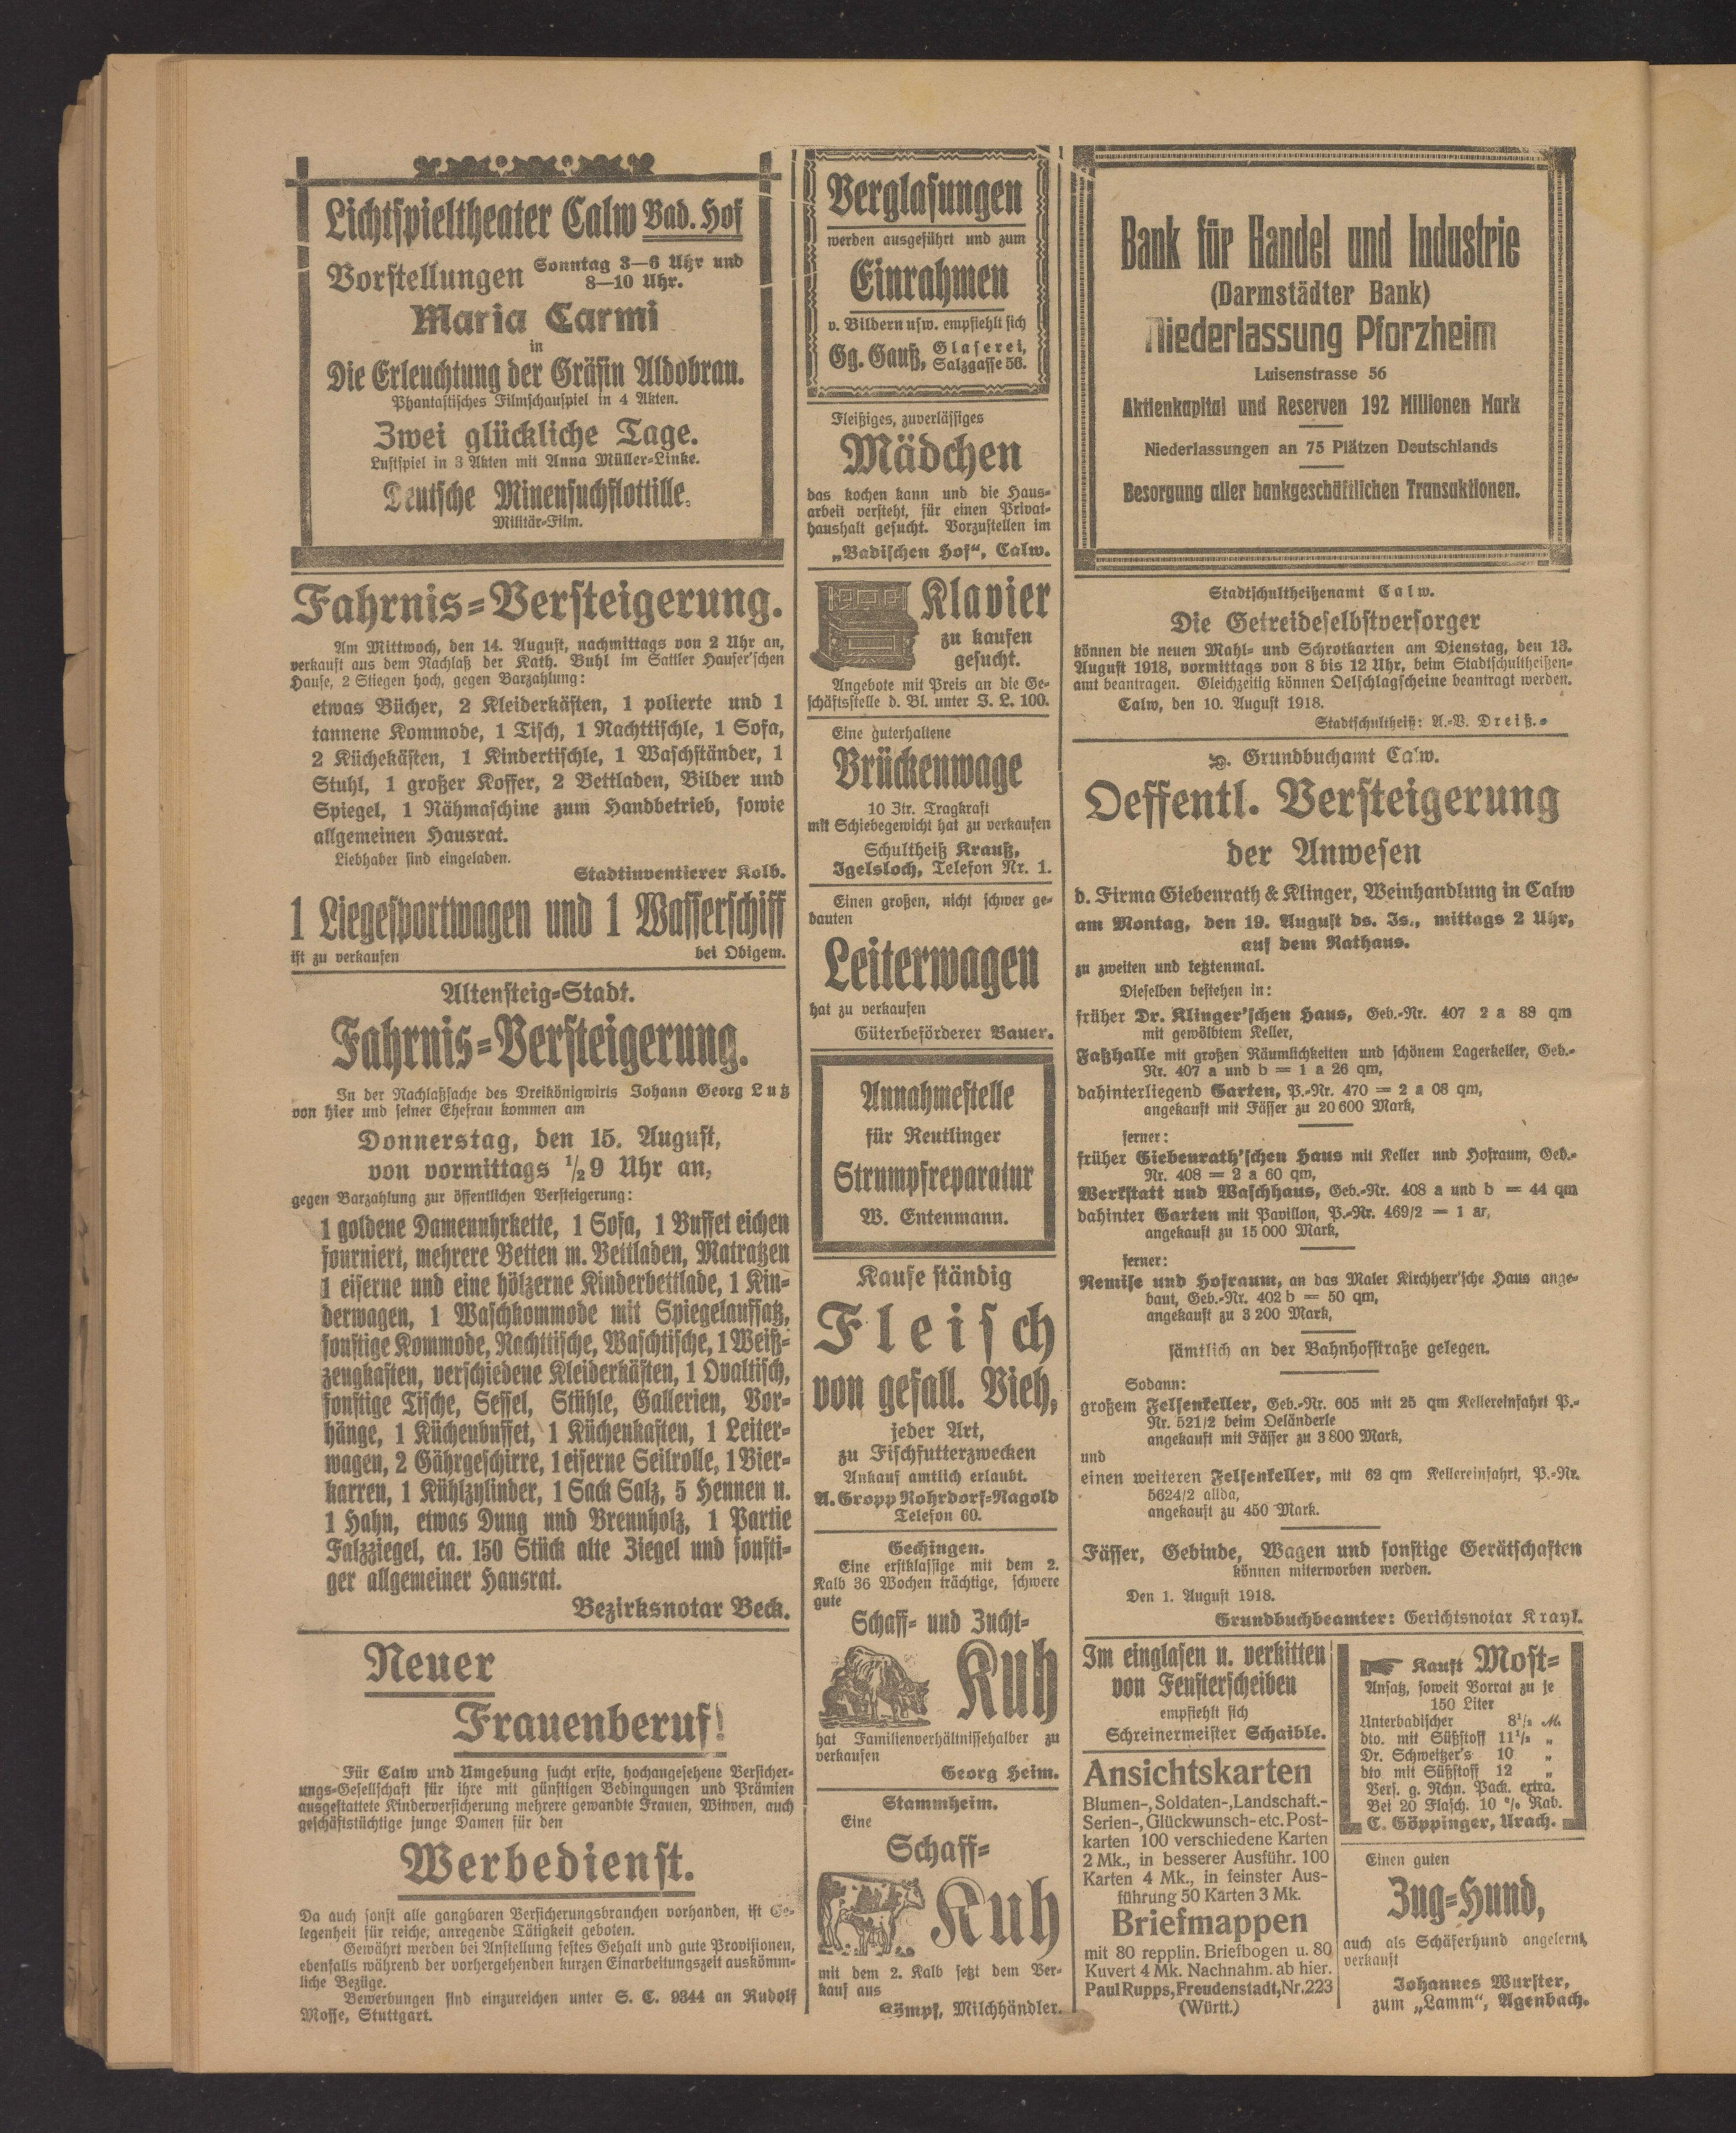 Lichtspieltheater Calw Bad. Hof
Vorstellungen Sonntag 3—6 Uhr und
8—10 Uhr.
Maria Carmi
in
Die Erleuchtung der Gräfin Aldobran.
Phantastisches Filmschauspiel in 4 Akten.
Zwei glückliche Tage.
Lustspiel in 3 Akten mit Anna Müller-Linke.
Deutsche Minensuchflottille.
Militär-Film.
Fahrnis-Versteigerung.
Am Mittwoch, den 14. August, nachmittags von 2 Uhr an,
verkauft aus dem Nachlaß der Kath. Buhl im Sattler Hauser'schen
Hause, 2 Stiegen hoch, gegen Barzahlung:
etwas Bücher, 2 Kleiderkästen, 1 polierte und 1
tannene Kommode, 1 Tisch, 1 Nachttischle, 1 Sofa,
2 Küchekästen, 1 Kindertischle, 1 Waschständer, 1
Stuhl, 1 großer Koffer, 2 Bettladen, Bilder und
Spiegel, 1 Nähmaschine zum Handbetrieb, sowie
allgemeinen Hausrat.
Liebhaber sind eingeladen.
Stadtinventierer Kolb.
1 Liegesportwagen und 1 Wasserschiff
ist zu verkaufen bei Obigem.
Altensteig-Stadt.
Fahrnis-Versteigerung.
In der Nachlaßsache des Dreikönigwirts Johann Georg Lutz
von hier und seiner Ehefrau kommen am
Donnerstag, den 15. August,
von vormittags 1/2 9 Uhr an,
gegen Barzahlung zur öffentlichen Versteigerung:
1 goldene Damenuhrkette, 1 Sofa, 1 Buffet eichen
fourniert, mehrere Betten m. Bettladen, Matratzen
1 eiserne und eine hölzerne Kinderbettlade, 1 Kin-
derwagen, 1 Waschkommode mit Spiegelaufsatz,
sonstige Kommode, Nachttische, Waschtische, 1 Weiß-
zeugkasten, verschiedene Kleiderkästen, 1 Ovaltisch,
sonstige Tische, Sessel, Stühle, Gallerien, Vor-
hänge, 1 Küchenbuffet, 1 Küchenkasten, 1 Leiter-
wagen, 2 Gährgeschirre, 1 eiserne Seilrolle, 1 Bier-
karren, 1 Kühlzylinder, 1 Sack Salz, 5 Hennen u.
1 Hahn, etwas Dung und Brennholz, 1 Partie
Falzziegel, ca. 150 Stück alte Ziegel und sonsti-
ger allgemeiner Hausrat.
Bezirksnotar Beck.
Neuer
Frauenberuf!
Für Calw und Umgebung sucht erste, hochangesehene Versicher-
ungs-Gesellschaft für ihre mit günstigen Bedingungen und Prämien
ausgestattete Kinderversicherung mehrere gewandte Frauen, Witwen, auch
geschäftstüchtige junge Damen für den
Werbedienst.
Da auch sonst alle gangbaren Versicherungsbranchen vorhanden, ist Ge-
legenheit für reiche, anregende Tätigkeit geboten.
Gewährt werden bei Anstellung festes Gehalt und gute Provisionen,
ebenfalls während der vorhergehenden kurzen Einarbeitungszeit auskömm-
liche Bezüge.
Bewerbungen sind einzureichen unter S. C. 9344 an Rudolf
Mosse, Stuttgart.
Verglasungen
werden ausgeführt und zum
Einrahmen
v. Bildern usw. empfiehlt sich
Gg. Gauß, Glaserei,
Salzgasse 56.
Fleißiges, zuverlässiges
Mädchen
das kochen kann und die Haus-
arbeit versteht, für einen Privat-
haushalt gesucht. Vorzustellen im
„Badischen Hof", Calw.
Klavier
zu kaufen
gesucht.
Angebote mit Preis an die Ge-
schäftsstelle d. Bl. unter S. L. 100.
Eine guterhaltene
Brückenwage
10 Ztr. Tragkraft
mit Schiebegewicht hat zu verkaufen
Schultheiß Krauß,
Igelsloch, Telefon Nr. 1.
Einen großen, nicht schwer ge-
bauten
Leiterwagen
hat zu verkaufen
Güterbeförderer Bauer.
Annahmestelle
für Reutlinger
Strumpfreparatur
W. Entenmann.
Kaufe ständig
Fleisch
von gefall. Vieh,
jeder Art,
zu Fischfutterzwecken
Ankauf amtlich erlaubt.
A. Gropp Rohrdorf-Nagold
Telefon 60.
Gechingen.
Eine erstklassige mit dem 2.
Kalb 36 Wochen trächtige, schwere
gute
Schaff- und Zucht-
Kuh
hat Familienverhältnissehalber zu
verkaufen
Georg Heim.
Stammheim.
Eine
Schaff-
Kuh
mit dem 2. Kalb setzt dem Ver-
kauf aus
Milchhändler.
Bank für Handel und Industrie
(Darmstädter Bank)
Niederlassung Pforzheim
Luisenstrasse 56
Aktienkapital und Reserven 192 Millionen Mark
Niederlassungen an 75 Plätzen Deutschlands
Besorgung aller bankgeschäftlichen Transaktionen.
Stadtschultheißenamt Calw.
Die Getreideselbstversorger
können die neuen Mahl- und Schrotkarten am Dienstag, den 13.
August 1918, vormittags von 8 bis 12 Uhr, beim Stadtschultheißen-
amt beantragen. Gleichzeitig können Oelschlagscheine beantragt werden.
Calw, den 10. August 1918.
Stadtschultheiß: A.-V. Dreiß.
Grundbuchamt Calw.
Oeffentl. Versteigerung
der Anwesen
d. Firma Giebenrath & Klinger, Weinhandlung in Calw
am Montag, den 19. August ds. Js., mittags 2 Uhr,
auf dem Rathaus.
zu zweiten und letztenmal.
Dieselben bestehen in:
früher Dr. Klinger'schen Haus, Geb.-Nr. 407 2 a 88 qm
mit gewölbtem Keller,
Faßhalle mit großen Räumlichkeiten und schönem Lagerkeller, Geb.-
Nr. 407 a und b = 1 a 26 qm,
dahinterliegend Garten, P.-Nr. 470 = 2 a 08 qm,
angekauft mit Fässer zu 20 600 Mark,
ferner:
früher Giebenrath'schen Haus mit Keller und Hofraum, Geb.-
Nr. 408 = 2 a 60 qm,
Werkstatt und Waschhaus, Geb.-Nr. 408 a und b = 44 qm
dahinter Garten mit Pavillon, P.-Nr. 469/2 = 1 ar,
angekauft zu 15 000 Mark,
ferner:
Remise und Hofraum, an das Maler Kirchherr'sche Haus ange-
baut, Geb.-Nr. 402 b = 50 qm,
angekauft zu 3 200 Mark,
sämtlich an der Bahnhofstraße gelegen.
Sodann:
großem Felsenkeller, Geb.-Nr. 605 mit 25 qm Kellereinfahrt P.-
Nr. 521/2 beim Oeländerle
angekauft mit Fässer zu 3 800 Mark,
und
einen weiteren Felsenkeller, mit 62 qm Kellereinfahrt, P.-Nr.
5624/2 allda,
angekauft zu 450 Mark.
Fässer, Gebinde, Wagen und sonstige Gerätschaften
können miterworben werden.
Den 1. August 1918.
Grundbuchbeamter: Gerichtsnotar Krayl.
Im einglasen u. verkitten
von Fensterscheiben
empfiehlt sich
Schreinermeister Schaible.
Ansichtskarten
Blumen-, Soldaten-, Landschaft.-
Serien-, Glückwunsch- etc. Post-
karten 100 verschiedene Karten
2 Mk., in besserer Ausführ. 100
Karten 4 Mk., in feinster Aus-
führung 50 Karten 3 Mk.
Briefmappen
mit 80 repplin. Briefbogen u. 80
Kuvert 4 Mk. Nachnahm. ab hier.
Paul Rupps, Freudenstadt, Nr. 223
(Württ.)
Kauft Most-
Ansatz, soweit Vorrat zu je
150 Liter
Unterbadischer 8 1/2 M.
dto. mit Süßstoff 11 1/2 „
Dr. Schweitzer's 10 „
dto mit Süßstoff 12 „
Vers. g. Nchn. Pack. extra.
Bei 20 Flasch. 10 % Rab.
C. Göppinger, Urach.
Einen guten
Zug-Hund,
auch als Schäferhund angelernt,
verkauft
Johannes Wurster,
zum „Lamm", Agenbach.